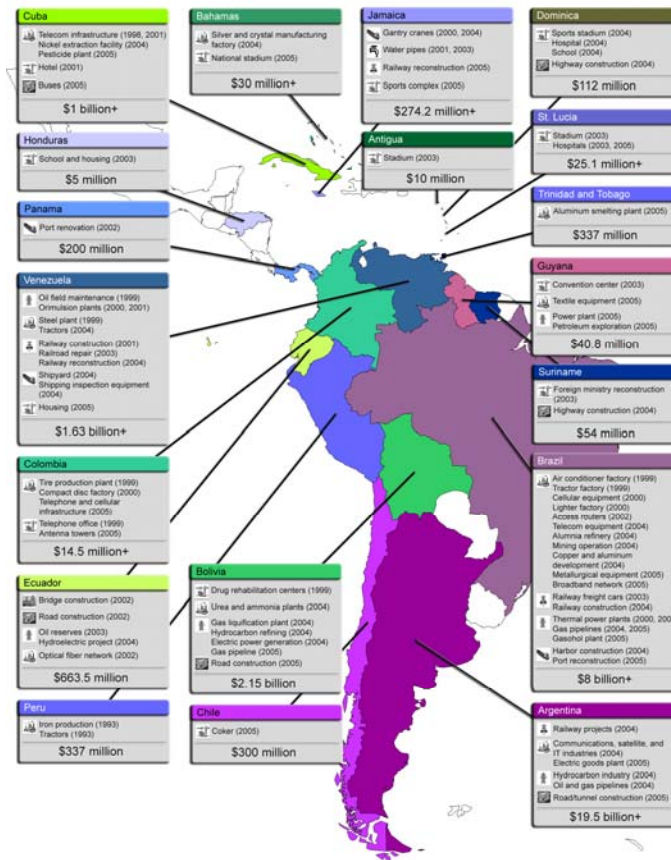 Cuba
Telecom infrastructure (1998, 2001)
Nickel extraction facility (2004)
Pesticide plant (2005)
Hotel (2001)
Buses (2005)
$1 billion+
Bahamas
Silver and crystal manufacturing
factory (2004)
National stadium (2005)
$30 million+
Jamaica
Gantry cranes (2000, 2004)
Water pipes (2001, 2003)
Railway reconstruction (2005)
Sports complex (2005)
$274.2 million+
Dominica
Sports stadium (2004)
Hospital (2004)
School (2004)
Highway construction (2004)
$112 million
Honduras
School and housing (2003)
$5 million
Antigua
Stadium (2003)
$10 million
St. Lucia
Stadium (2003)
Hospitals (2003, 2005)
$25.1 million+
Panama
Port renovation (2002)
$200 million
Trinidad and Tobago
Aluminum smelting plant (2005)
$337 million
Venezuela
Oil field maintenance (1999)
Orimulsion plants (2000, 2001)
Steel plant (1999)
Tractors (2004)
Railway construction (2001)
Railroad repair (2003)
Railway reconstruction (2004)
Shipyard (2004)
Shipping inspection equipment
(2004)
Housing (2005)
$1.63 billion+
Guyana
Convention center (2003)
Textile equipment (2005)
Power plant (2005)
Petroleum exploration (2005)
$40.8 million
Suriname
Foreign ministry reconstruction
(2003)
Highway construction (2004)
$54 million
Colombia
Tire production plant (1999)
Compact disc factory (2000)
Telephone and cellular
infrastructure (2005)
Telephone office (1999)
Antenna towers (2005)
$14.5 million+
Brazil
Air conditioner factory (1999)
Tractor factory (1999)
Cellular equipment (2000)
Lighter factory (2000)
Access routers (2002)
Telecom equipment (2004)
Alumnia refinery (2004)
Mining operation (2004)
Copper and aluminum
development (2004)
Metallurgical equipment (2005)
Broadband network (2005)
Railway freight cars (2003)
Railway construction (2004)
Thermal power plants (2000,
Gas pipelines (2004, 2005)
Gasohol plant (2005)
Harbor construction (2004)
Port reconstruction (2005)
$8 billion+
Ecuador
Bridge construction (2002)
Road construction (2002)
Oil reserves (2003)
Hydroelectric project (2004)
Optical fiber network (2002)
$663.5 million
Bolivia
Drug rehabilitation centers (1999)
Urea and ammonia plants (2004)
Gas liquification plant (2004)
Hydrocarbon refining (2004)
Electric power generation (2004)
Gas pipeline (2005)
Road construction (2005)
$2.15 billion
Peru
Iron production (1993)
Tractors (1993)
$337 million
Chile
Coker (2005)
$300 million
Argentina
Railway projects (2004)
Communications, satellite, and
IT industries (2004)
Electric goods plant (2005)
Hydrocarbon industry (2004)
Oil and gas pipelines (2004)
Road/tunnel construction (2005)
$19.5 billion+